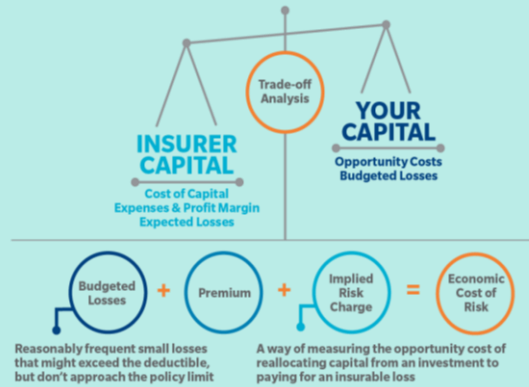 Trade-off
Analysis
INSURER
CAPITAL
Cost of Capital
Expenses & Profit Margin
Expected Losses
YOUR
CAPITAL
Opportunity Costs
Budgeted Losses
Budgeted
Losses
+
Premium
+
Implied
Risk
Charge
=
Economic
Cost of
Risk
Reasonably frequent small losses
that might exceed the deductible,
but don't approach the policy limit
A way of measuring the opportunity cost of
reallocating capital from an investment to
paying for an insurable loss